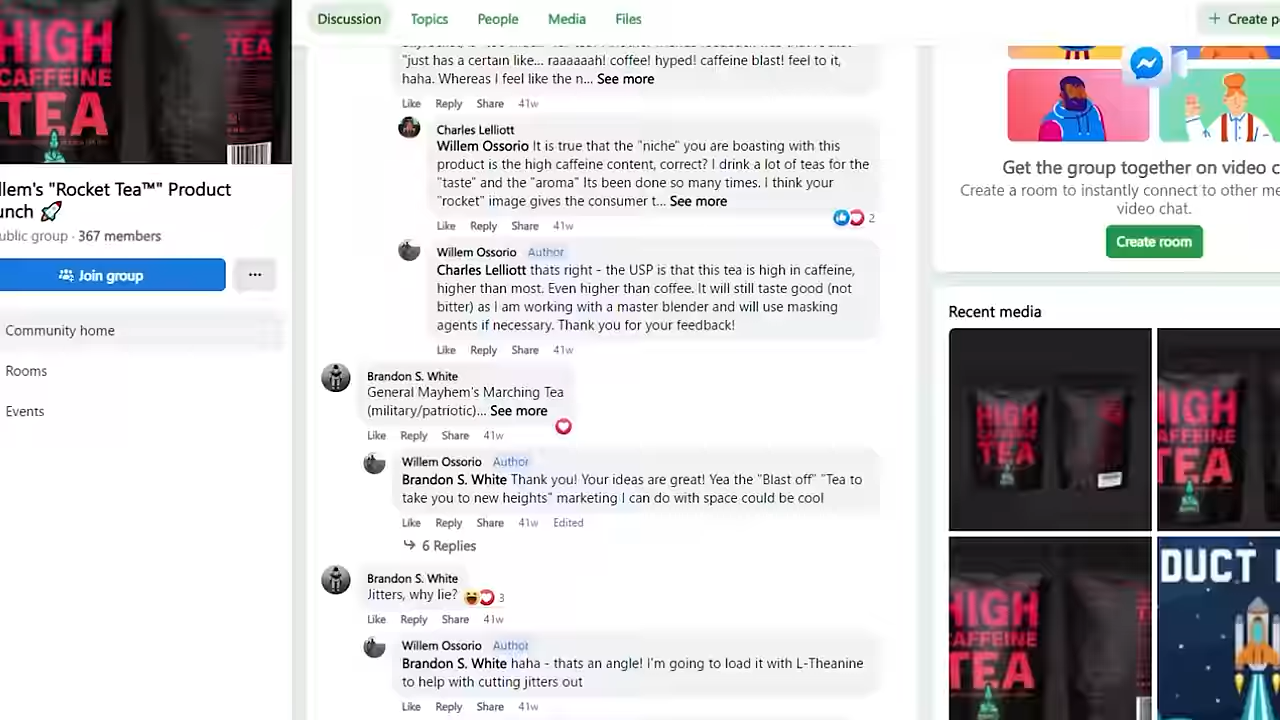 HIGH
CAFFEINE
TEA
TEA
llem's "Rocket Tea™" Product
unch 🚀
ublic group · 367 members
Join group
...
Community home
Rooms
Events
Discussion
Topics
People
Media
Files
+ Create p
"just has a certain like... raaaaaah! coffee! hyped! caffeine blast! feel to it,
haha. Whereas I feel like the n... See more
Like Reply Share 41w
Charles Lelliott
Willem Ossorio It is true that the "niche" you are boasting with this
product is the high caffeine content, correct? I drink a lot of teas for the
"taste" and the "aroma" Its been done so many times. I think your
"rocket" image gives the consumer t... See more
Like Reply Share 41w
2
Willem Ossorio Author
Charles Lelliott thats right - the USP is that this tea is high in caffeine,
higher than most. Even higher than coffee. It will still taste good (not
bitter) as I am working with a master blender and will use masking
agents if necessary. Thank you for your feedback!
Like Reply Share 41w
Brandon S. White
General Mayhem's Marching Tea
(military/patriotic)... See more
Like Reply Share 41w
Willem Ossorio Author
Brandon S. White Thank you! Your ideas are great! Yea the "Blast off" "Tea to
take you to new heights" marketing I can do with space could be cool
Like Reply Share 41w Edited
6 Replies
Brandon S. White
Jitters, why lie?
3
Like Reply Share 41w
Willem Ossorio Author
Brandon S. White haha - thats an angle! I'm going to load it with L-Theanine
to help with cutting jitters out
Like Reply Share 41w
Get the group together on video c
Create a room to instantly connect to other me
video chat.
Create room
Recent media
HIGH
CAFFEINE
TEA
HIGH
AFFEINE
TEA
HIGH
CAFFEINE
TEA
DUCT